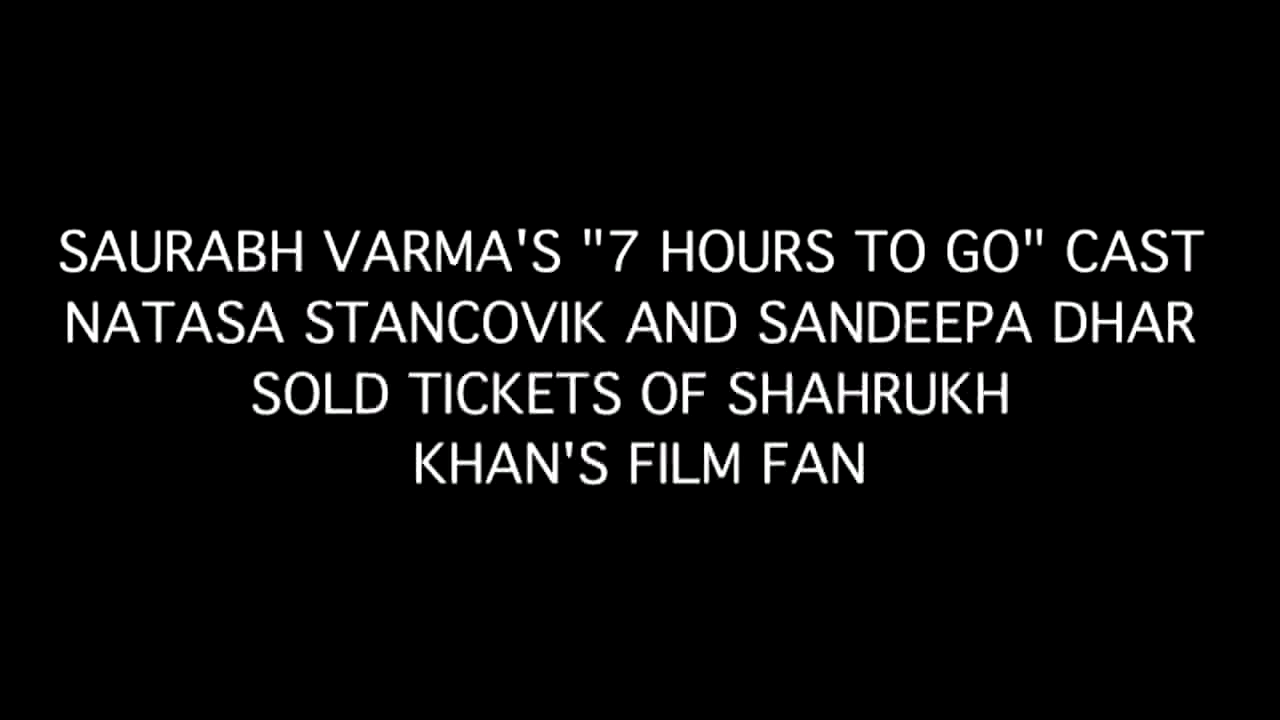 SAURABH VARMA'S "7 HOURS TO GO" CAST
NATASA STANCOVIK AND SANDEEPA DHAR
SOLD TICKETS OF SHAHRUKH
KHAN'S FILM FAN